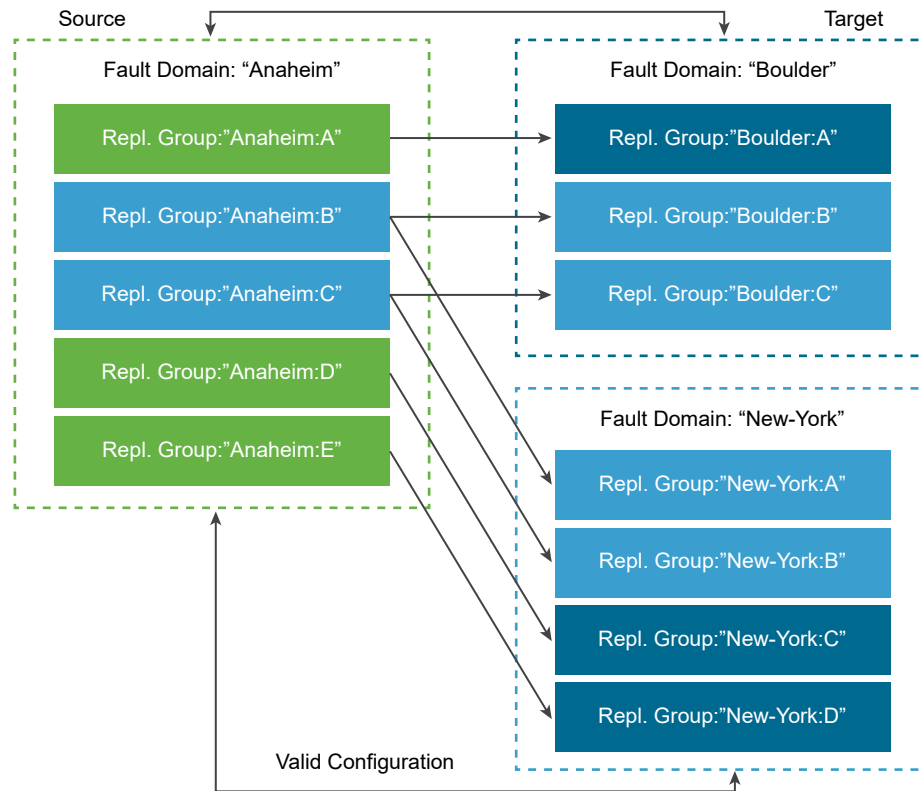 Source
Target
Fault Domain: “Anaheim”
Repl. Group:”Anaheim:A”
Repl. Group:”Anaheim:B”
Repl. Group:”Anaheim:C”
Repl. Group:”Anaheim:D”
Repl. Group:”Anaheim:E”
Fault Domain: “Boulder”
Repl. Group:”Boulder:A”
Repl. Group:”Boulder:B”
Repl. Group:”Boulder:C”
Fault Domain: “New-York”
Repl. Group:”New-York:A”
Repl. Group:”New-York:B”
Repl. Group:”New-York:C”
Repl. Group:”New-York:D”
Valid Configuration